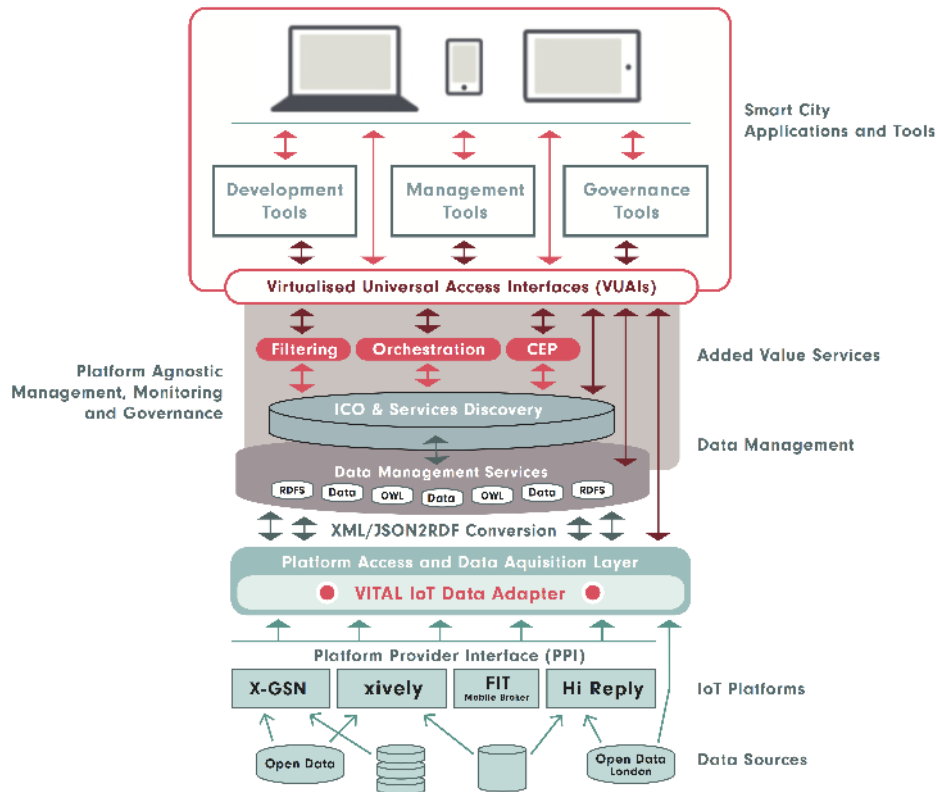 Smart City
Applications and Tools
Development
Tools
Management
Tools
Governance
Tools
Virtualised Universal Access Interfaces (VUAIs)
Filtering
Orchestration
CEP
Added Value Services
Platform Agnostic
Management, Monitoring
and Governance
ICO & Services Discovery
Data Management
Data Management Services
RDFS
Data
OWL
Data
OWL
Data
RDFS
XML/JSON2RDF Conversion
Platform Access and Data Aquisition Layer
VITAL IoT Data Adapter
Platform Provider Interface (PPI)
X-GSN
xively
FIT
Mobile Broker
Hi Reply
IoT Platforms
Open Data
Open Data
London
Data Sources